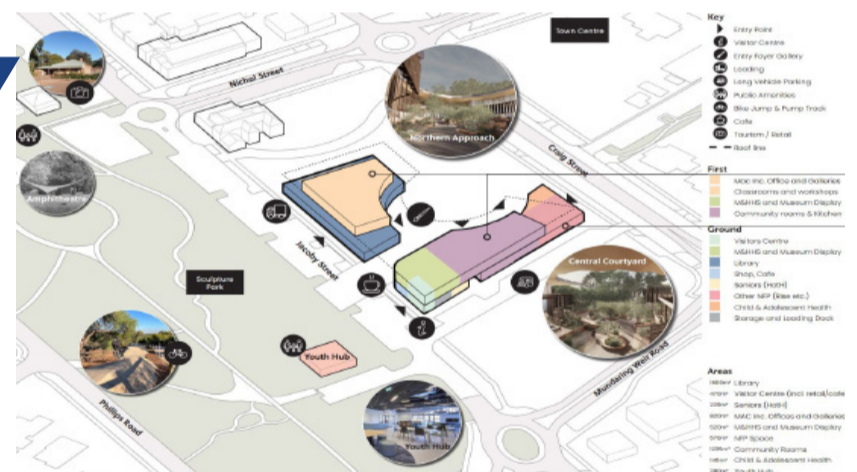 Town Centre
Nichol Street
Northern Approach
Craig Street
Amphitheatre
Jacoby Street
Sculpture Park
Central Courtyard
Youth Hub
Mundaring Weir Road
Phillips Road
Youth Hub
Key
Entry Point
Visitor Centre
Entry Foyer Gallery
Loading
Long Vehicle Parking
Public Amenities
Bike Jump & Pump Track
Cafe
Tourism / Retail
Roof line
First
MAC Inc. Office and Galleries
Classrooms and workshops
M&HHS and Museum Display
Community rooms & Kitchen
Ground
Visitors Centre
M&HHS and Museum Display
Library
Shop, Cafe
Seniors (HatH)
Other NFP (Rise etc.)
Child & Adolescent Health
Storage and Loading Dock
Areas
Library
Visitor Centre (incl retail/cafe
Seniors (HatH)
MAC Inc. Offices and Galleries
M&HHS and Museum Display
NFP Space
Community Rooms
Child & Adolescent Health
Youth Hub